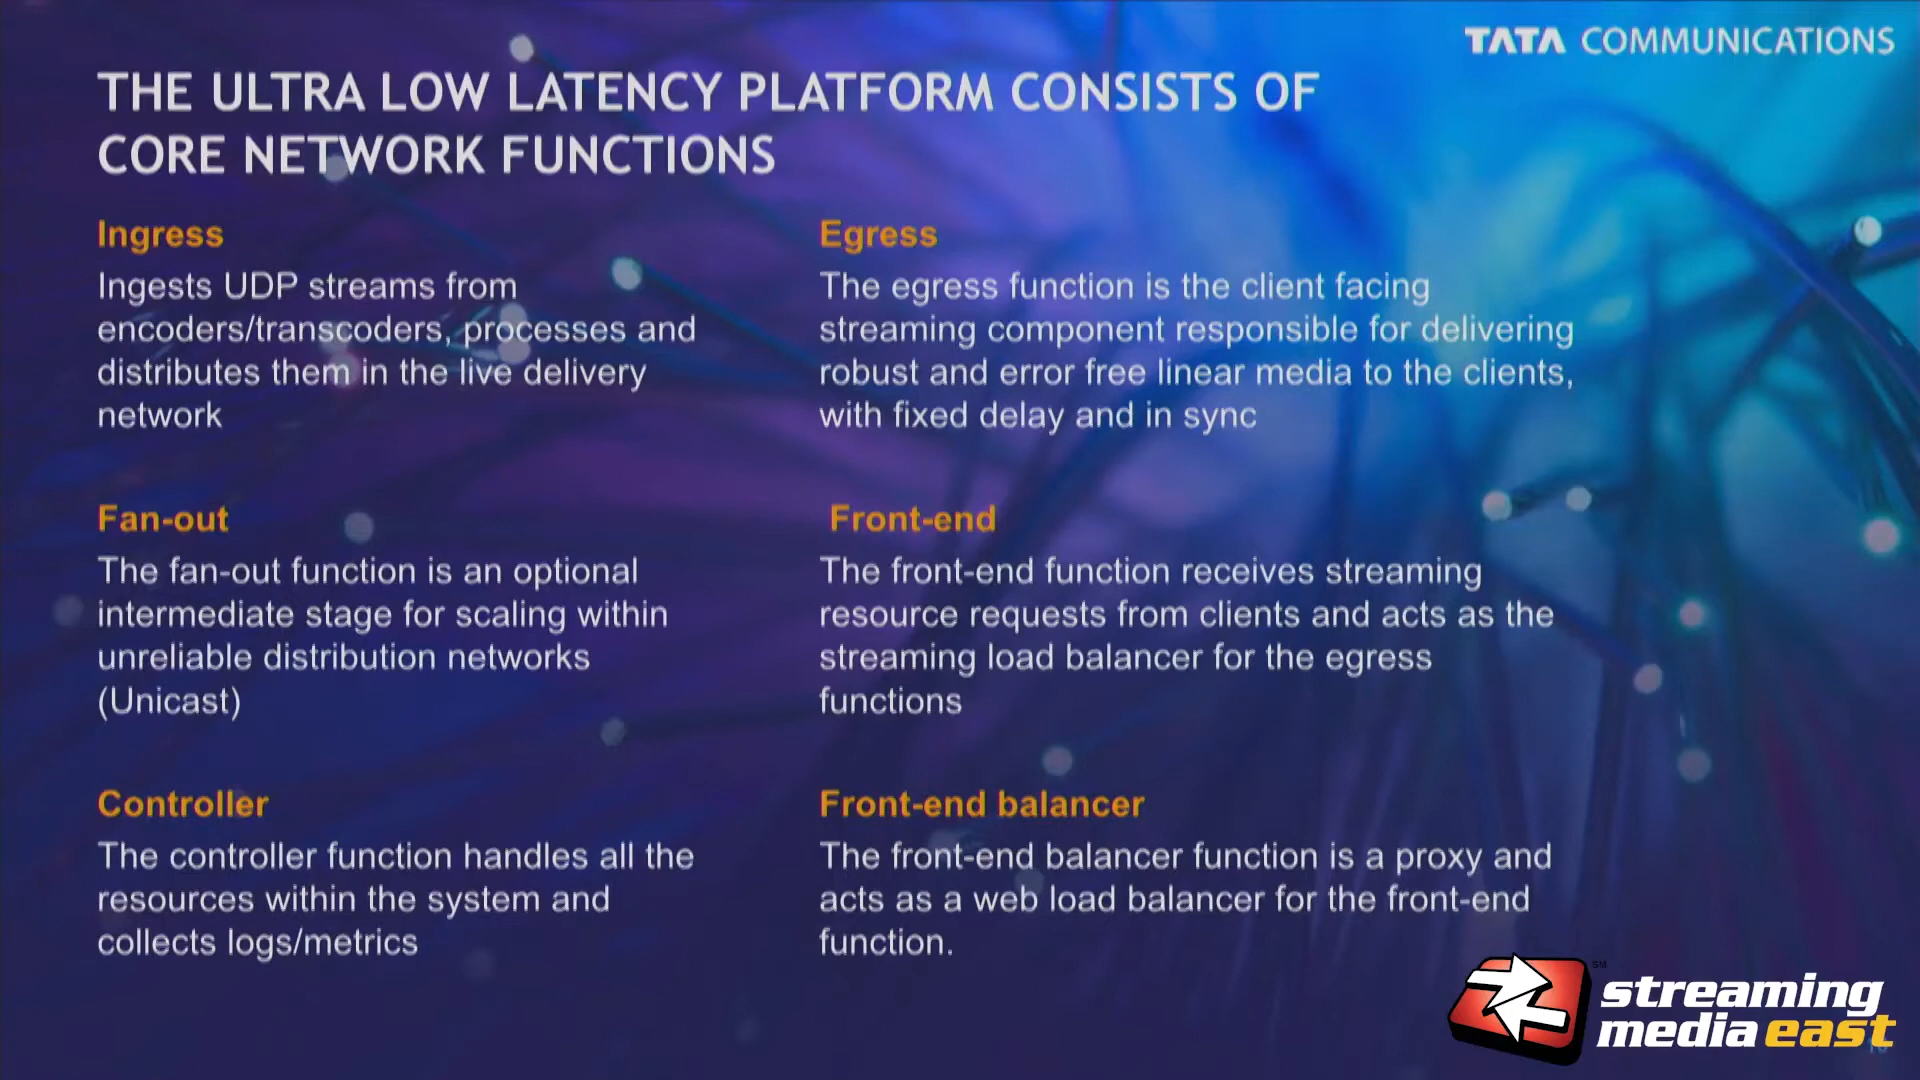 TATA COMMUNICATIONS
THE ULTRA LOW LATENCY PLATFORM CONSISTS OF
CORE NETWORK FUNCTIONS
Ingress
Ingests UDP streams from
encoders/transcoders, processes and
distributes them in the live delivery
network
Egress
The egress function is the client facing
streaming component responsible for delivering
robust and error free linear media to the clients,
with fixed delay and in sync
Fan-out
The fan-out function is an optional
intermediate stage for scaling within
unreliable distribution networks
(Unicast)
Front-end
The front-end function receives streaming
resource requests from clients and acts as the
streaming load balancer for the egress
functions
Controller
The controller function handles all the
resources within the system and
collects logs/metrics
Front-end balancer
The front-end balancer function is a proxy and
acts as a web load balancer for the front-end
function.
SM
streaming
media east